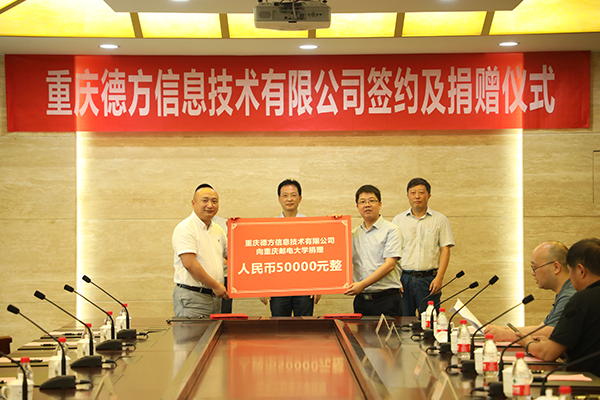 重庆德方信息技术有限公司签约及捐赠仪式
重庆德方信息技术有限公司
向重庆邮电大学捐赠
人民币50000元整